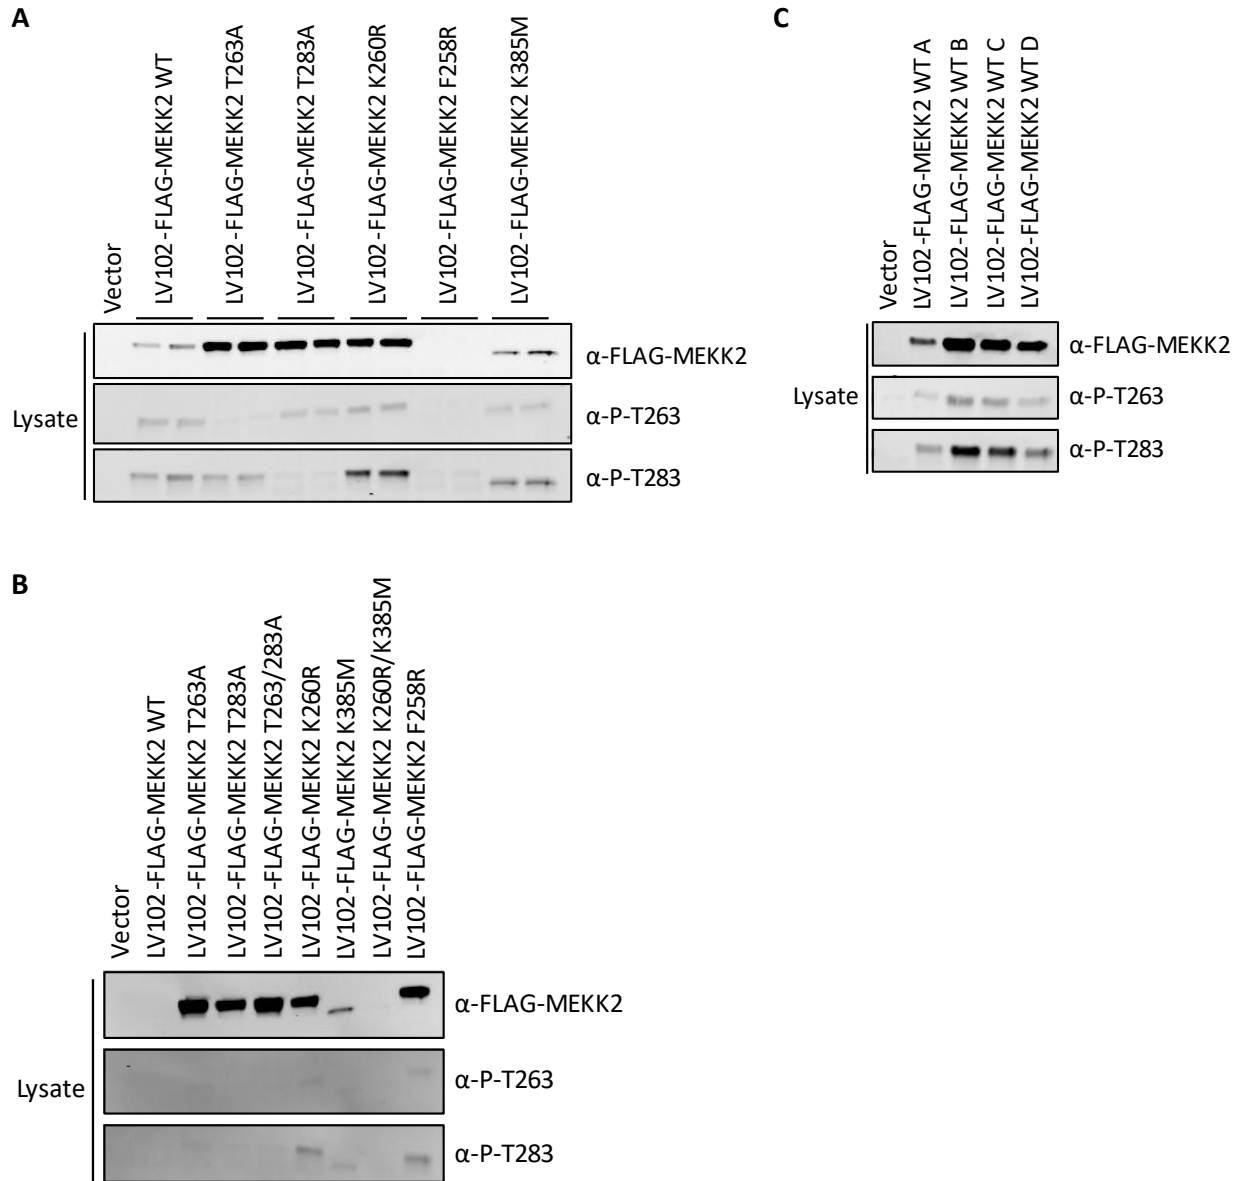 A
Vector
LV102-FLAG-MEKK2 WT
LV102-FLAG-MEKK2 T263A
LV102-FLAG-MEKK2 T283A
LV102-FLAG-MEKK2 K260R
LV102-FLAG-MEKK2 F258R
LV102-FLAG-MEKK2 K385M
Lysate
α-FLAG-MEKK2
α-P-T263
α-P-T283
C
Vector
LV102-FLAG-MEKK2 WT A
LV102-FLAG-MEKK2 WT B
LV102-FLAG-MEKK2 WT C
LV102-FLAG-MEKK2 WT D
Lysate
α-FLAG-MEKK2
α-P-T263
α-P-T283
B
Vector
LV102-FLAG-MEKK2 WT
LV102-FLAG-MEKK2 T263A
LV102-FLAG-MEKK2 T283A
LV102-FLAG-MEKK2 T263/283A
LV102-FLAG-MEKK2 K260R
LV102-FLAG-MEKK2 K385M
LV102-FLAG-MEKK2 K260R/K385M
LV102-FLAG-MEKK2 F258R
Lysate
α-FLAG-MEKK2
α-P-T263
α-P-T283